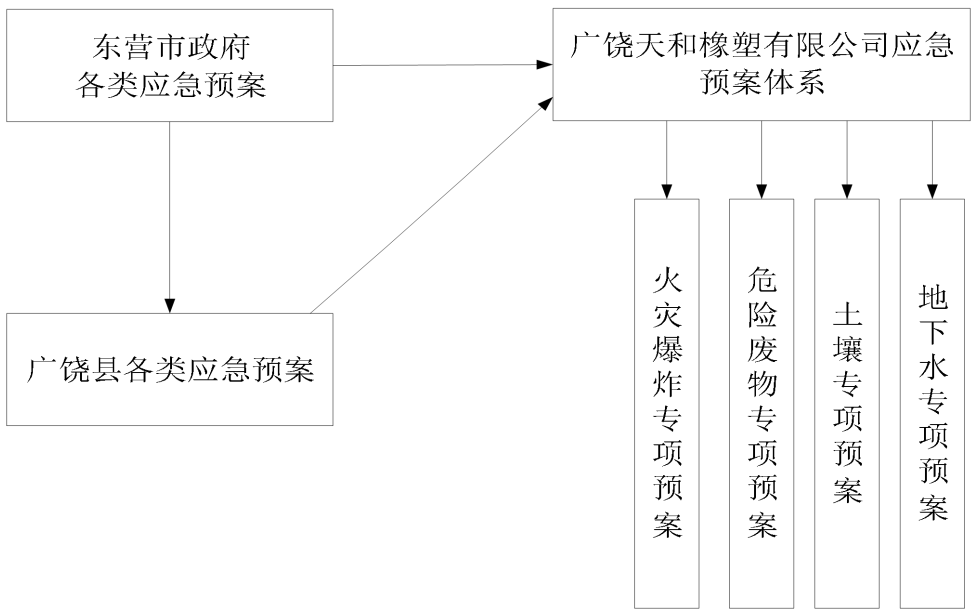 东营市政府
各类应急预案
广饶天和橡塑有限公司应急
预案体系
广饶县各类应急预案
火灾爆炸专项预案
危险废物专项预案
土壤专项预案
地下水专项预案